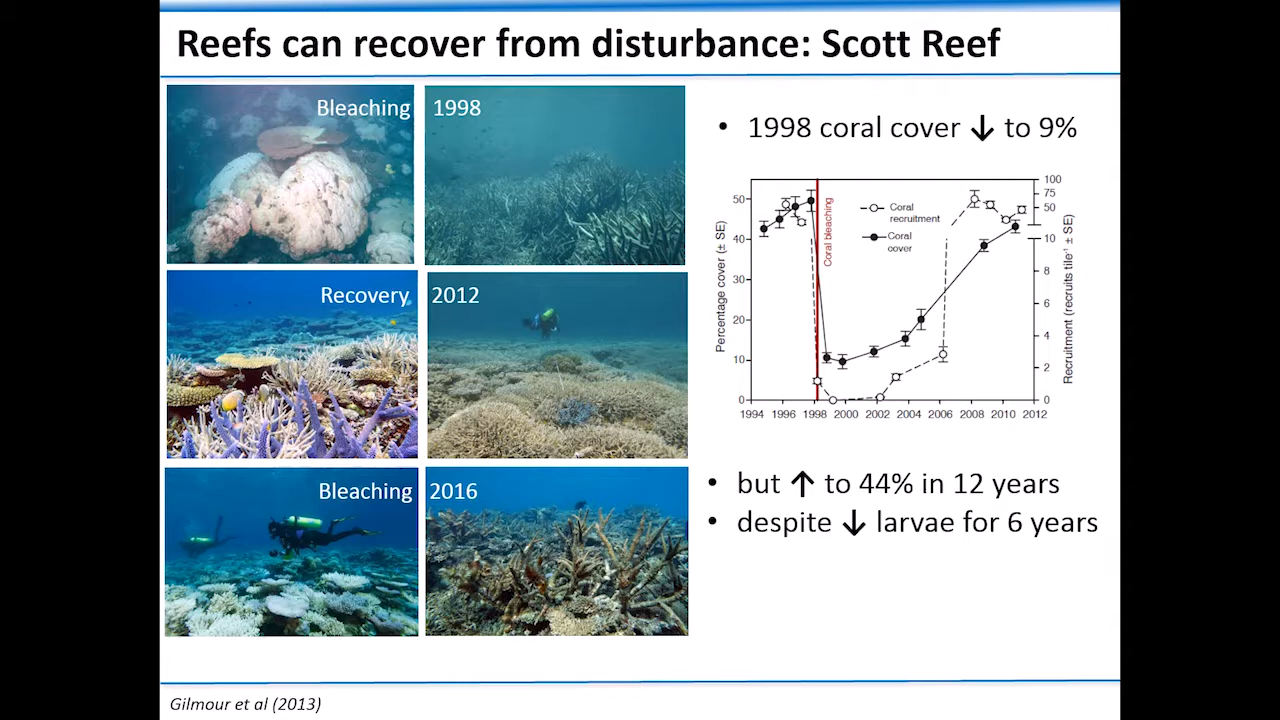 Reefs can recover from disturbance: Scott Reef
Bleaching 1998
Recovery 2012
Bleaching 2016
• 1998 coral cover ↓ to 9%
Percentage cover (± SE)
50
40
30
20
10
0
Coral bleaching
Coral recruitment
Coral cover
100
75
50
10
8
6
4
2
0
Recruitment (recruits tile⁻¹ ± SE)
1994 1996 1998 2000 2002 2004 2006 2008 2010 2012
• but ↑ to 44% in 12 years
• despite ↓ larvae for 6 years
Gilmour et al (2013)